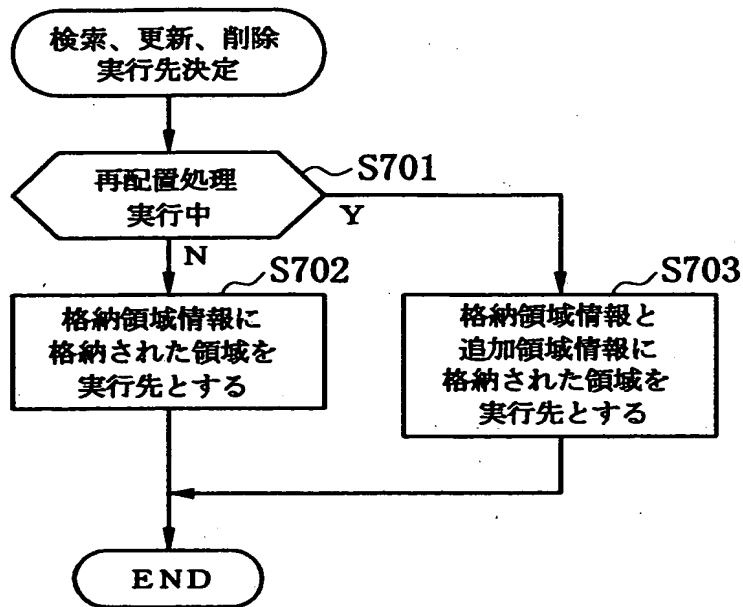 検索、更新、削除
実行先決定
再配置処理
実行中
S701
Y
N
S702
格納領域情報に
格納された領域を
実行先とする
S703
格納領域情報と
追加領域情報に
格納された領域を
実行先とする
END